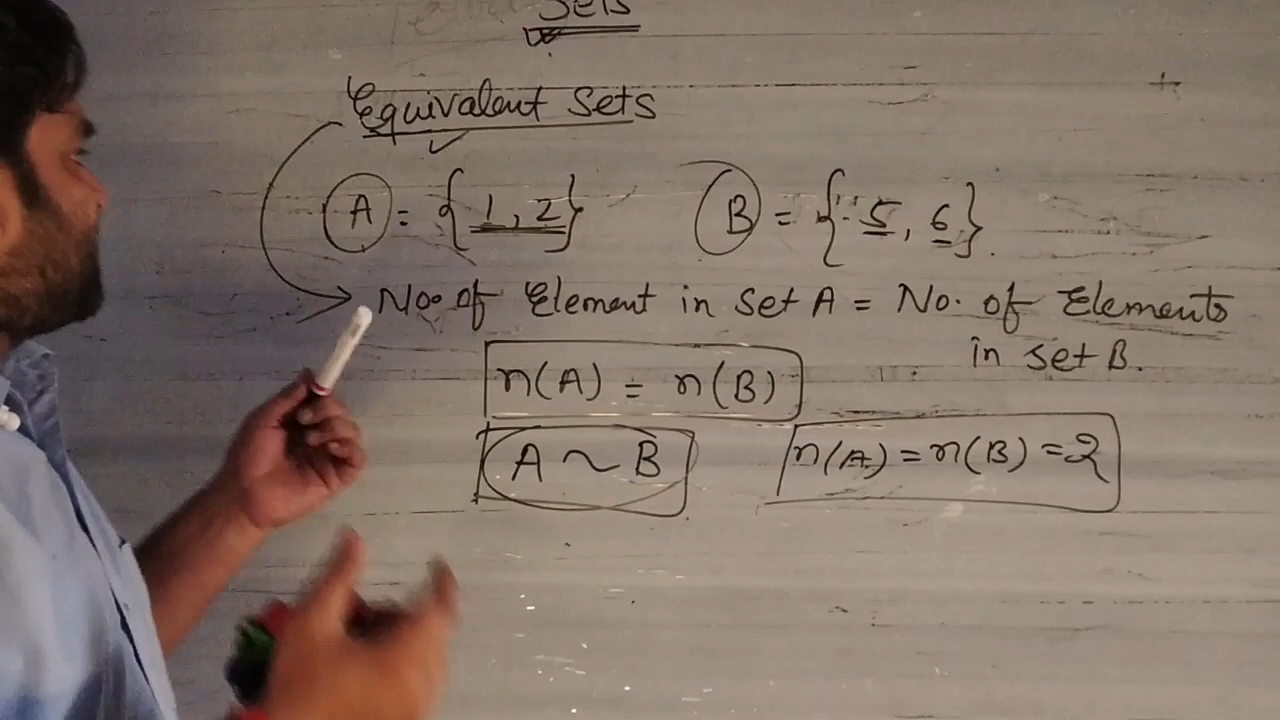 Sets
Equivalent Sets
A = {1, 2} B = {5, 6}
No. of Element in set A = No. of Elements
in set B.
n(A) = n(B)
A ~ B n(A) = n(B) = 2